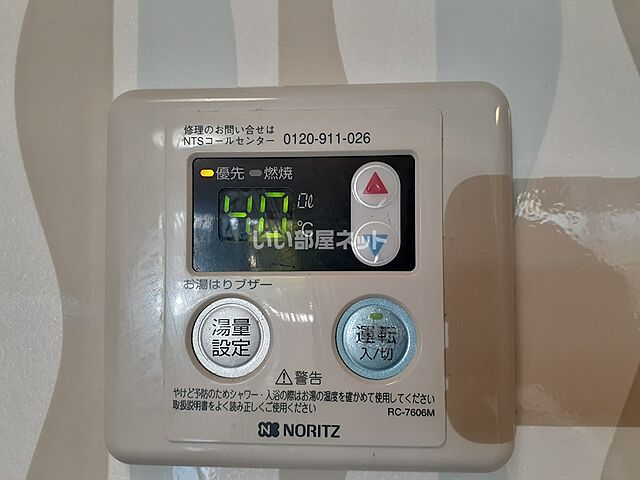 修理のお問い合せは
NTSコールセンター 0120-911-026
優先 燃焼
40
℃
いい部屋ネット
お湯はりブザー
湯量
設定
運転
入/切
警告
やけど予防のためシャワー・入浴の際はお湯の温度を確かめて使用してください
取扱説明書をよく読み正しくご使用ください
RC-7606M
NORITZ